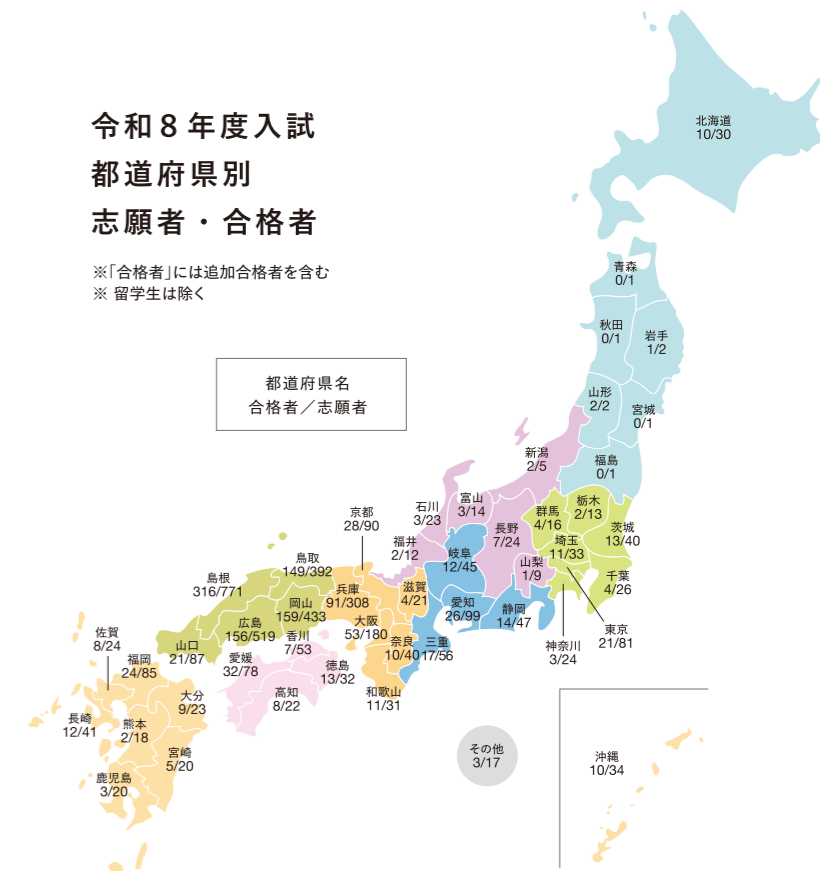 令和８年度入試
都道府県別
志願者・合格者
※「合格者」には追加合格者を含む
※ 留学生は除く
都道府県名
合格者／志願者
北海道
10/30
青森
0/1
秋田
0/1
岩手
1/2
山形
2/2
宮城
0/1
福島
0/1
新潟
2/5
富山
3/14
石川
3/23
福井
2/12
長野
7/24
山梨
1/9
群馬
4/16
栃木
2/13
茨城
13/40
埼玉
11/33
千葉
4/26
東京
21/81
神奈川
3/24
岐阜
12/45
愛知
26/99
静岡
14/47
三重
17/56
京都
28/90
滋賀
4/21
兵庫
91/308
大阪
53/180
奈良
10/40
和歌山
11/31
鳥取
149/392
島根
316/771
岡山
159/433
広島
156/519
山口
21/87
香川
7/53
愛媛
32/78
徳島
13/32
高知
8/22
佐賀
8/24
福岡
24/85
大分
9/23
長崎
12/41
熊本
2/18
宮崎
5/20
鹿児島
3/20
その他
3/17
沖縄
10/34